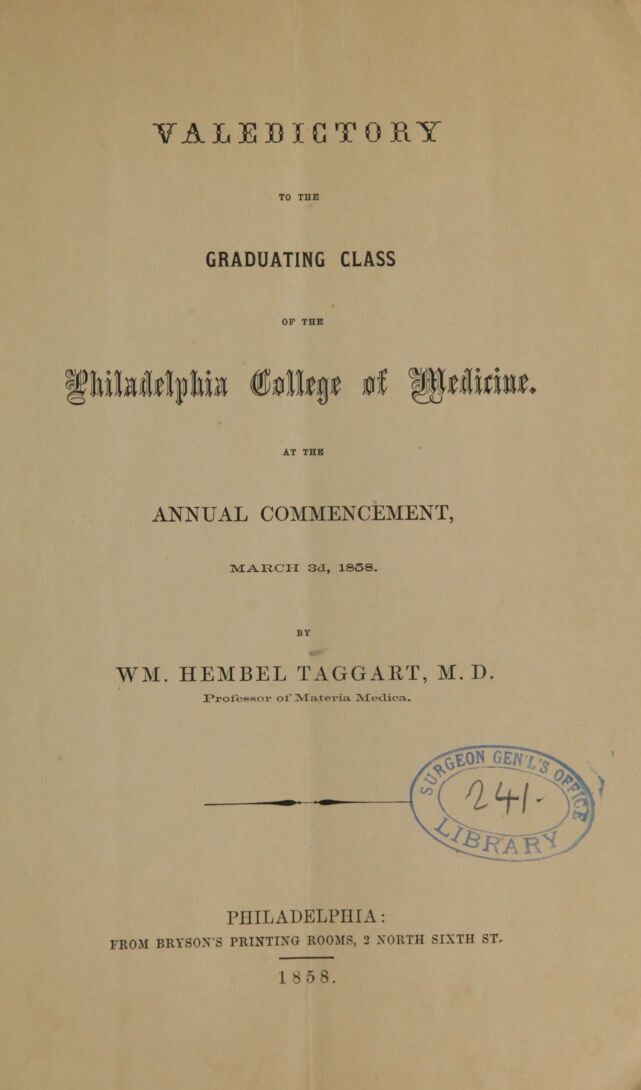 VALEDICTORY
TO THE
GRADUATING CLASS
OF THE
Philadelphia College of Medicine.
AT THE
ANNUAL COMMENCEMENT,
MARCH 3d, 1858.
BY
WM. HEMBEL TAGGART, M. D.
Professor of Materia Medica.
SURGEON GEN'L'S OFFICE
241.
LIBRARY
PHILADELPHIA:
FROM BRYSON'S PRINTING ROOMS, 2 NORTH SIXTH ST.
1858.